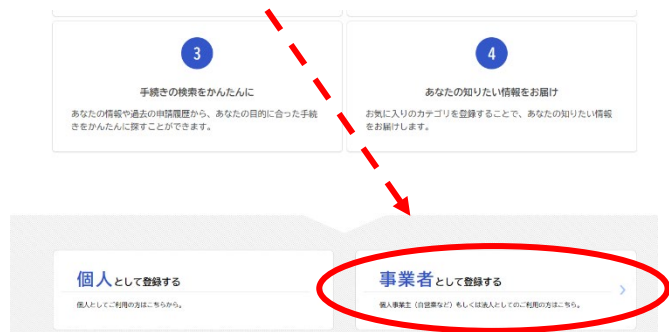 3
手続きの検索をかんたんに
あなたの情報や過去の申請履歴から、あなたの目的に合った手続
きをかんたんに探すことができます。
4
あなたの知りたい情報をお届け
お気に入りのカテゴリを登録することで、あなたの知りたい情報
をお届けします。
個人として登録する
個人としてご利用の方はこちらから。
事業者として登録する
個人事業主（自営業など）もしくは法人としてのご利用の方はこちら。